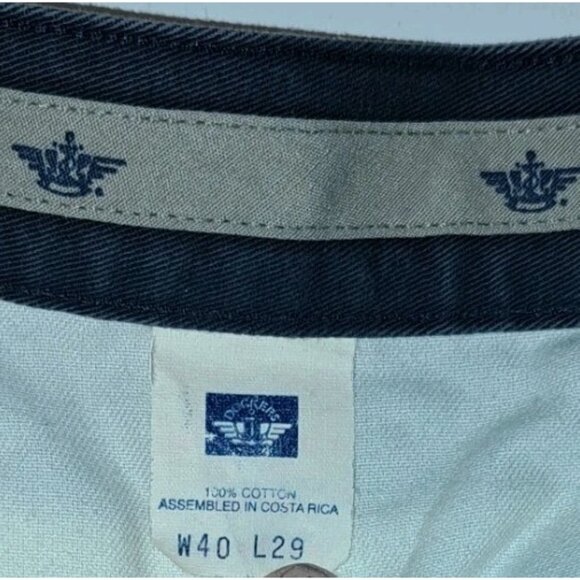 DOCKERS
100% COTTON
ASSEMBLED IN COSTA RICA
W40 L29